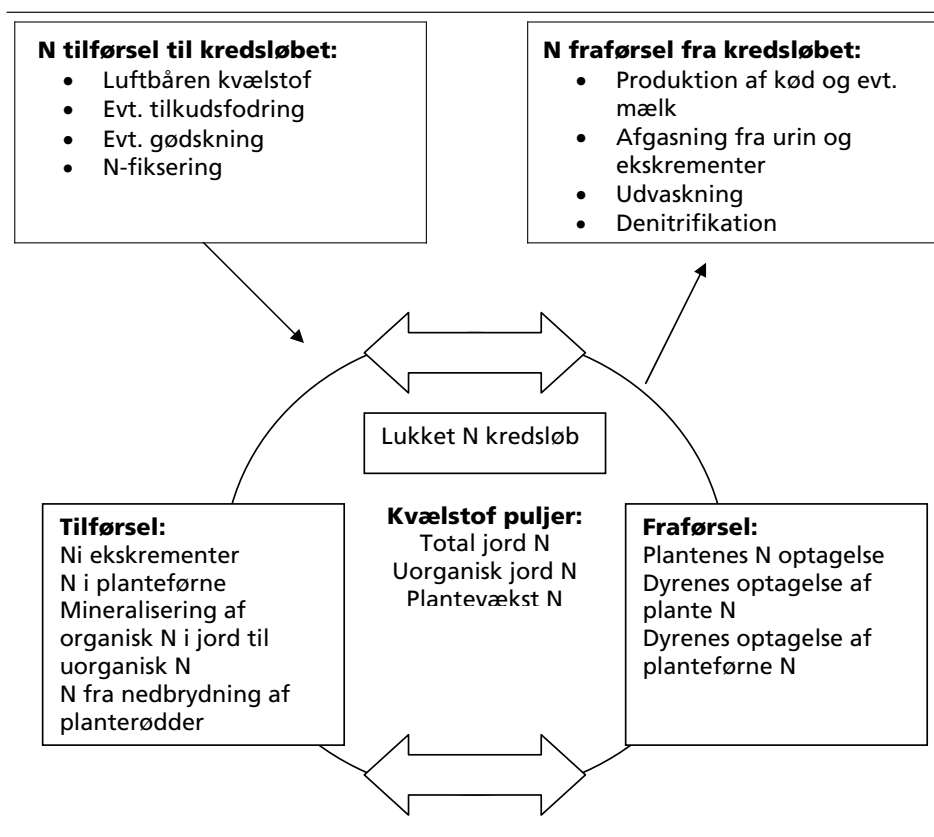 N tilførsel til kredsløbet:
• Luftbåren kvælstof
• Evt. tilkudsfodring
• Evt. gødskning
• N-fiksering
N fraførsel fra kredsløbet:
• Produktion af kød og evt.
mælk
• Afgasning fra urin og
ekskrementer
• Udvaskning
• Denitrifikation
Lukket N kredsløb
Tilførsel:
Ni ekskrementer
N i planteførne
Mineralisering af
organisk N i jord til
uorganisk N
N fra nedbrydning af
planterødder
Kvælstof puljer:
Total jord N
Uorganisk jord N
Plantevækst N
Fraførsel:
Plantenes N optagelse
Dyrenes optagelse af
plante N
Dyrenes optagelse af
planteførne N